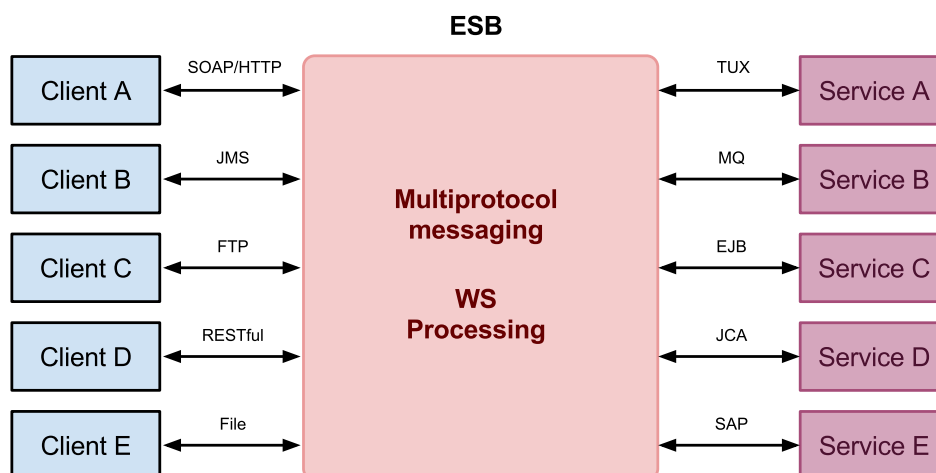 ESB
Client A
SOAP/HTTP
TUX
Service A
Client B
JMS
MQ
Service B
Multiprotocol
messaging
Client C
FTP
EJB
Service C
WS
Processing
Client D
RESTful
JCA
Service D
Client E
File
SAP
Service E